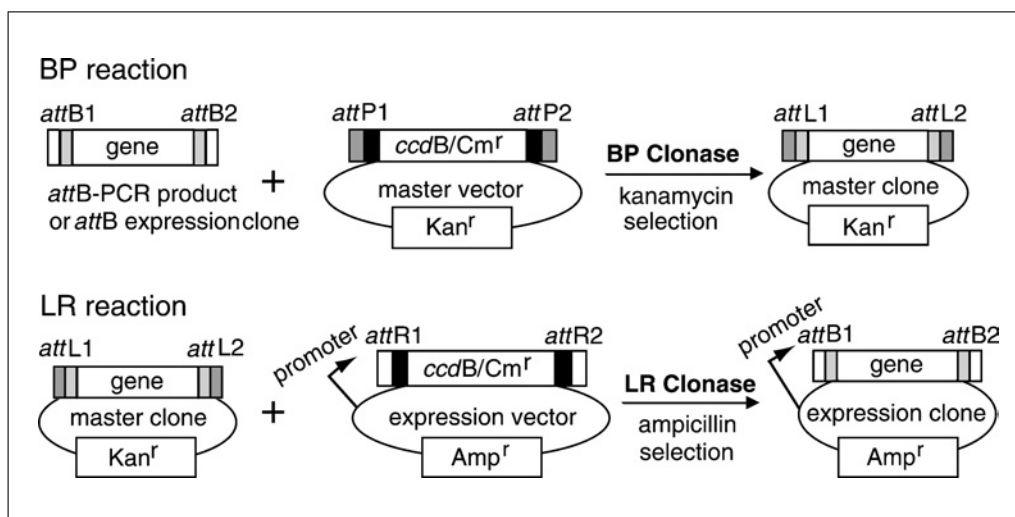 BP reaction
attB1 attB2
gene
attB-PCR product
or attB expression clone
+
attP1 attP2
ccdB/Cmʳ
master vector
Kanʳ
BP Clonase
kanamycin
selection
attL1 attL2
gene
master clone
Kanʳ
LR reaction
attL1 attL2
gene
master clone
Kanʳ
+
promoter
attR1 attR2
ccdB/Cmʳ
expression vector
Ampʳ
LR Clonase
ampicillin
selection
promoter
attB1 attB2
gene
expression clone
Ampʳ